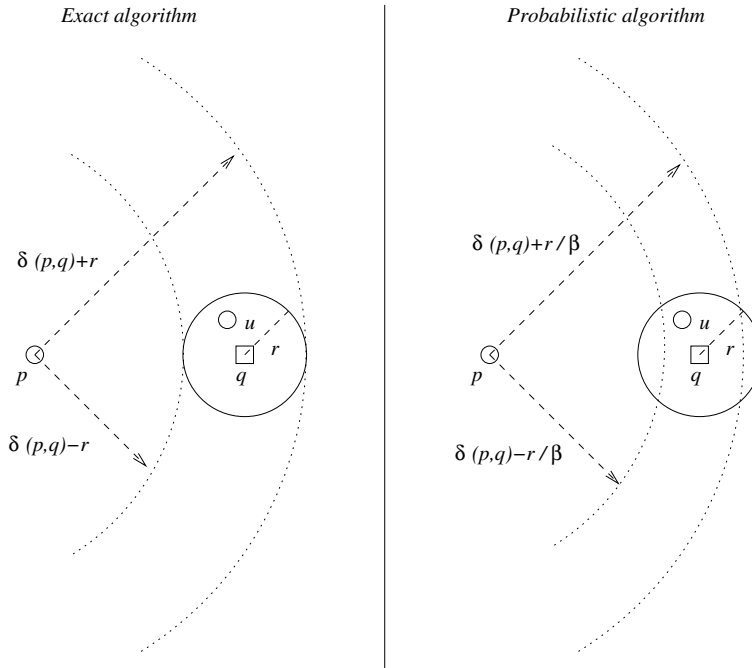 Exact algorithm
δ (p,q)+r
u
r
p
q
δ (p,q)−r
Probabilistic algorithm
δ (p,q)+r/β
u
r
p
q
δ (p,q)−r/β